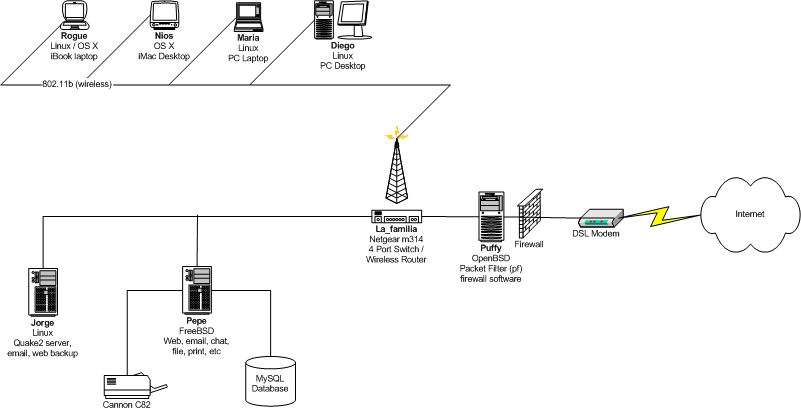 Rogue
Linux / OS X
iBook laptop
Nios
OS X
iMac Desktop
Maria
Linux
PC Laptop
Diego
Linux
PC Desktop
802.11b (wireless)
La_familia
Netgear m314
4 Port Switch /
Wireless Router
Puffy
OpenBSD
Packet Filter (pf)
firewall software
Firewall
DSL Modem
Internet
Jorge
Linux
Quake2 server,
email, web backup
Pepe
FreeBSD
Web, email, chat,
file, print, etc
Cannon C82
MySQL
Database